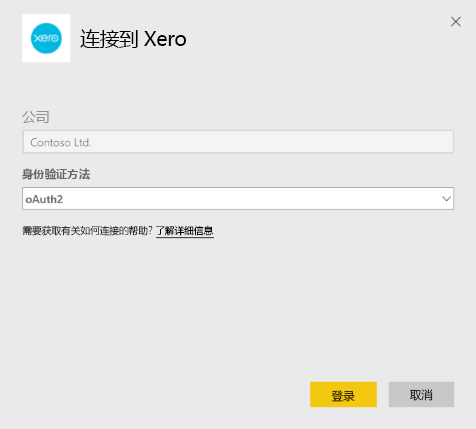 xero
连接到 Xero
公司
Contoso Ltd.
身份验证方法
oAuth2
需要获取有关如何连接的帮助? 了解详细信息
登录
取消